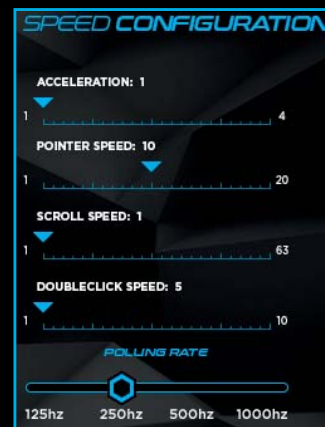 SPEED CONFIGURATION
ACCELERATION: 1
1 4
POINTER SPEED: 10
1 20
SCROLL SPEED: 1
1 63
DOUBLECLICK SPEED: 5
1 10
POLLING RATE
125hz 250hz 500hz 1000hz